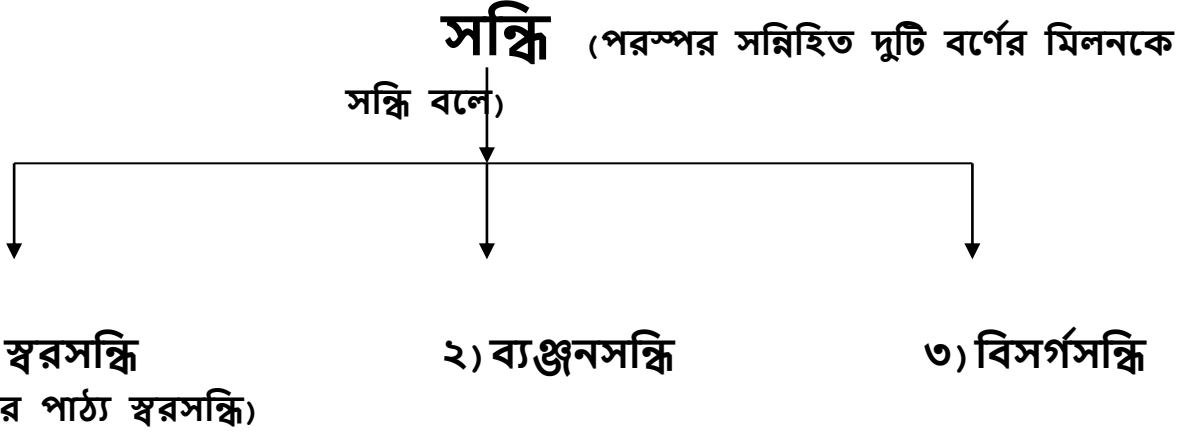 সন্ধি (পরস্পর সন্নিহিত দুটি বর্ণের মিলনকে
সন্ধি বলে)
স্বরসন্ধি ২) ব্যঞ্জনসন্ধি ৩) বিসর্গসন্ধি
র পাঠ্য স্বরসন্ধি)